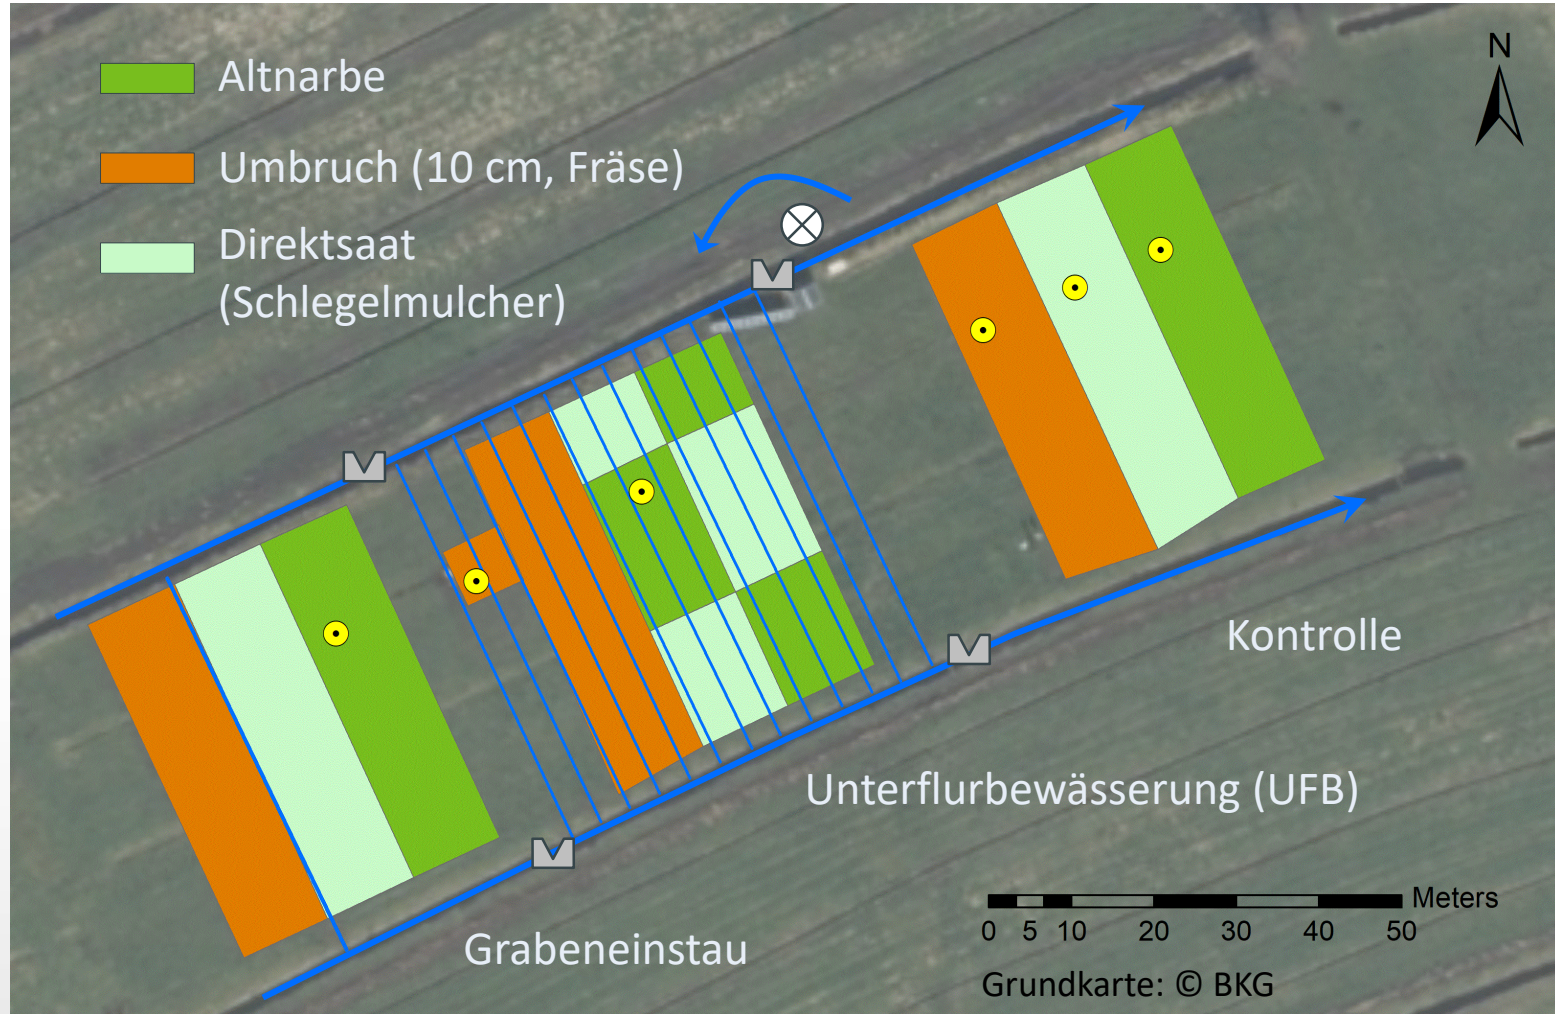 Altnarbe
Umbruch (10 cm, Fräse)
Direktsaat
(Schlegelmulcher)
N
Kontrolle
Unterflurbewässerung (UFB)
Grabeneinstau
Meters
0 5 10 20 30 40 50
Grundkarte: © BKG